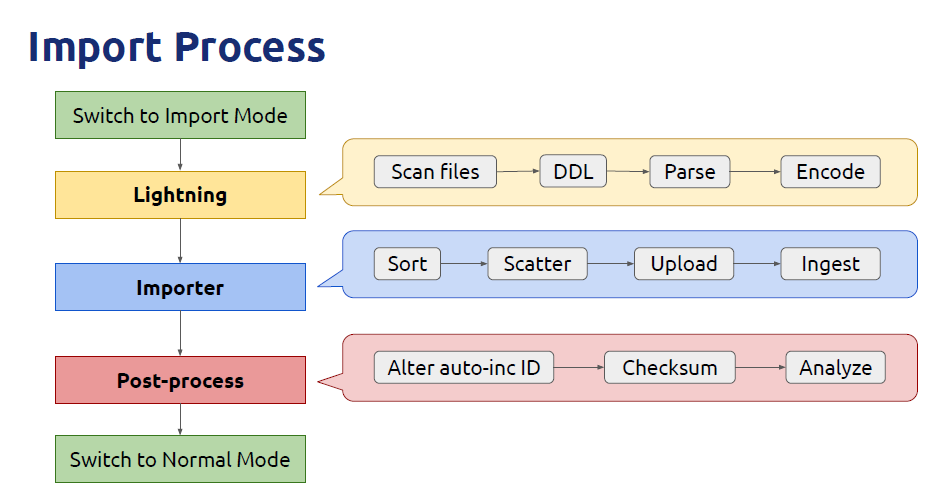 Import Process
Switch to Import Mode
Lightning
Scan files
DDL
Parse
Encode
Importer
Sort
Scatter
Upload
Ingest
Post-process
Alter auto-inc ID
Checksum
Analyze
Switch to Normal Mode